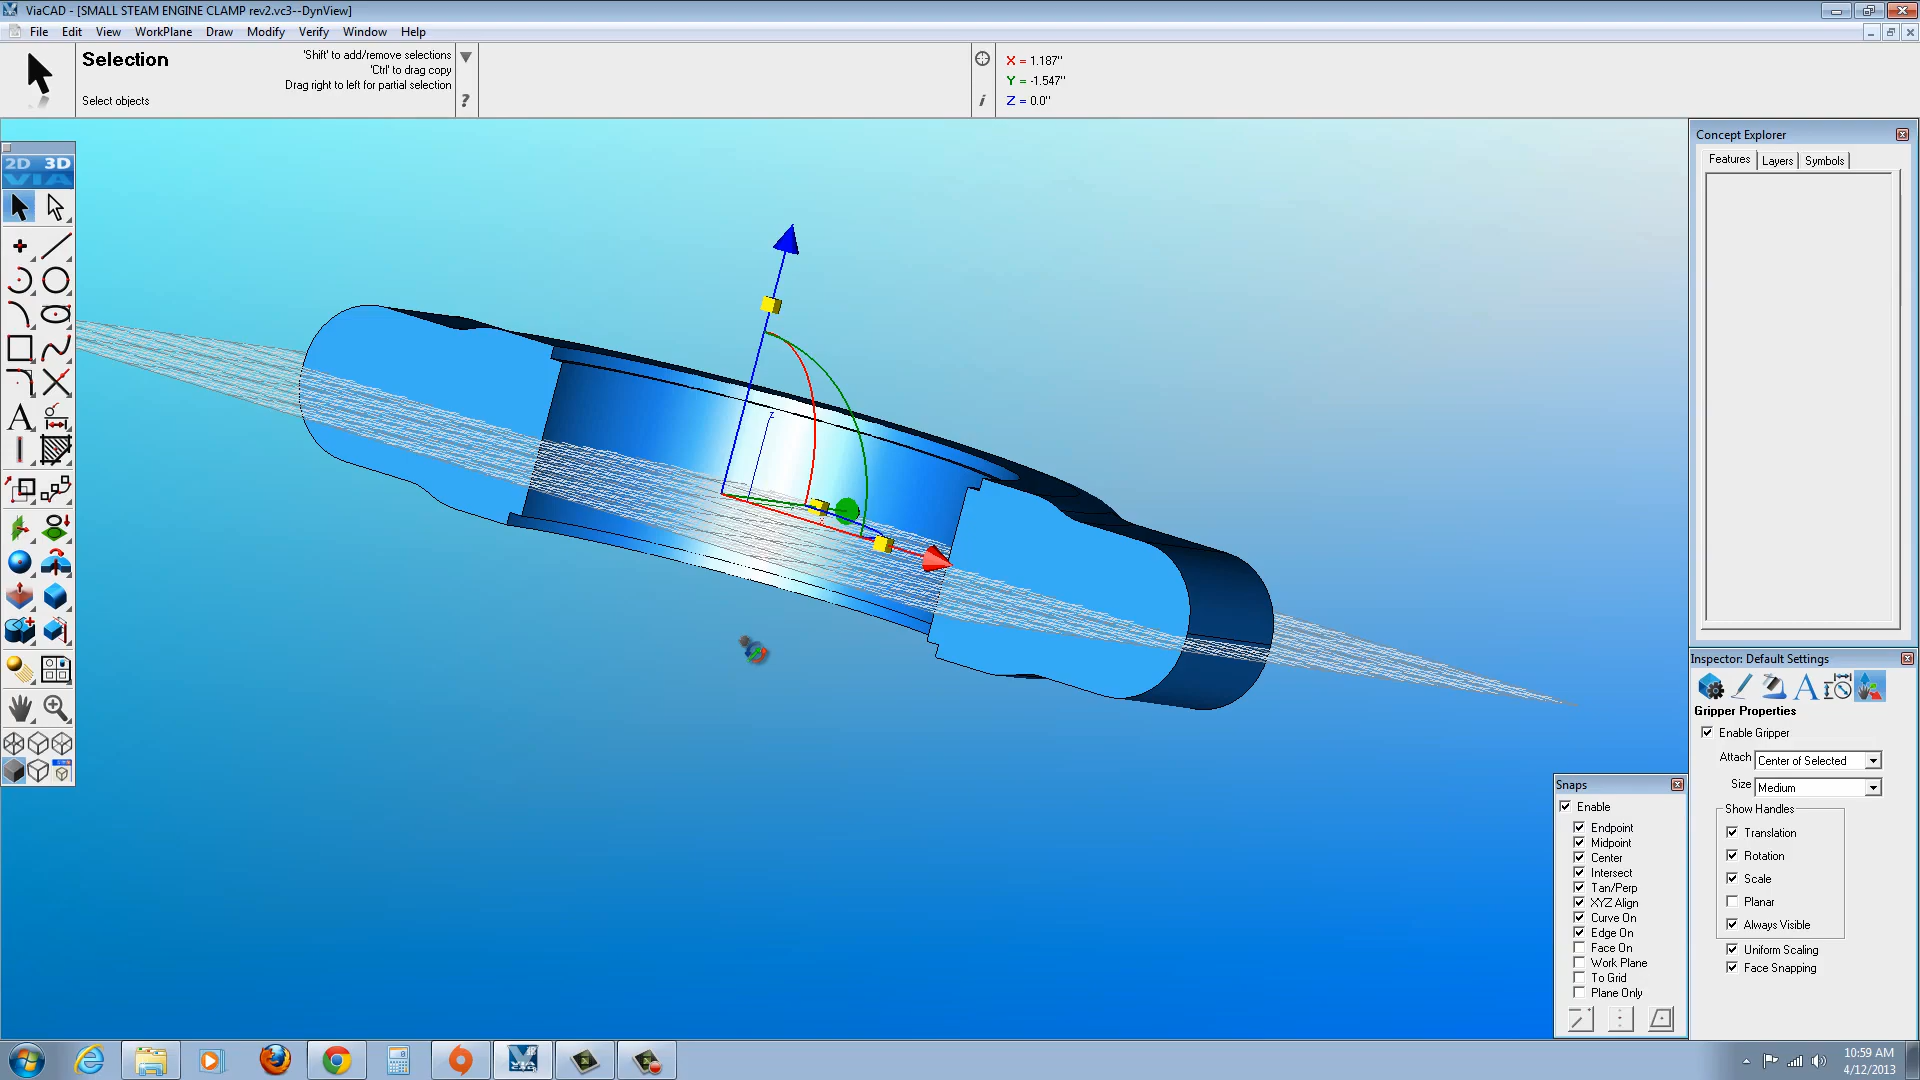 ViaCAD - [SMALL STEAM ENGINE CLAMP rev2.vc3--DynView]
File Edit View WorkPlane Draw Modify Verify Window Help
Selection
'Shift' to add/remove selections
'Ctrl' to drag copy
Drag right to left for partial selection
Select objects
?
i
X = 1.187"
Y = -1.547"
Z = 0.0"
2D 3D
VIA
A
Z
Concept Explorer
Features Layers Symbols
Inspector: Default Settings
A
Gripper Properties
Enable Gripper
Attach Center of Selected
Size Medium
Show Handles
Translation
Rotation
Scale
Planar
Always Visible
Uniform Scaling
Face Snapping
Snaps
Enable
Endpoint
Midpoint
Center
Intersect
Tan/Perp
XYZ Align
Curve On
Edge On
Face On
Work Plane
To Grid
Plane Only
10:59 AM
4/12/2013